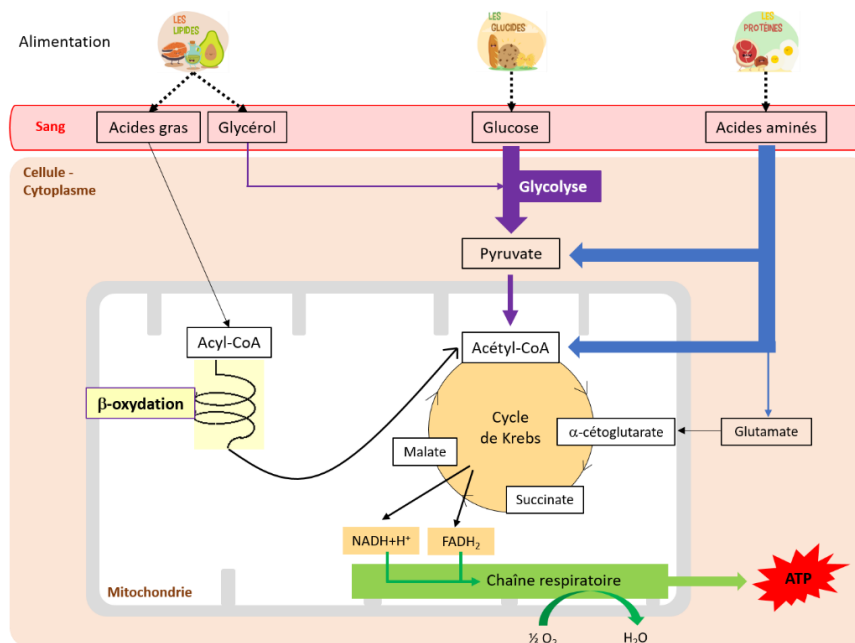 Alimentation
LES
LIPIDES
LES
GLUCIDES
LES
PROTÉINES
Sang
Acides gras
Glycérol
Glucose
Acides aminés
Cellule -
Cytoplasme
Glycolyse
Pyruvate
Acyl-CoA
Acétyl-CoA
β-oxydation
Cycle
de Krebs
α-cétoglutarate
Glutamate
Malate
Succinate
NADH+H⁺
FADH₂
Chaîne respiratoire
ATP
Mitochondrie
½ O₂
H₂O